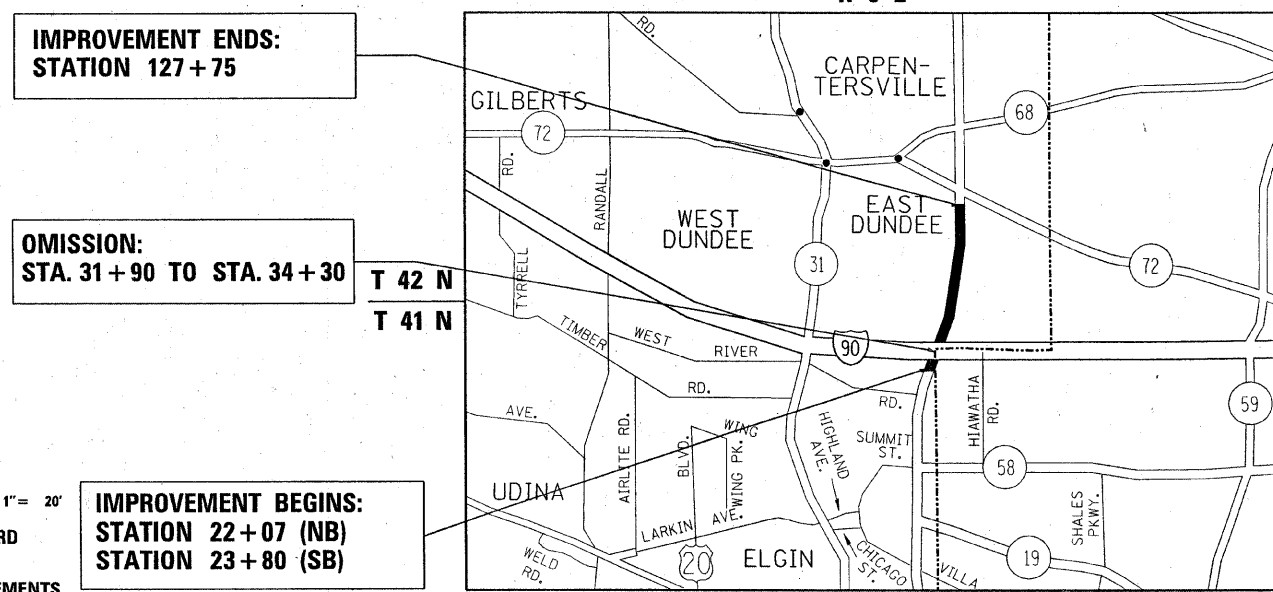 IMPROVEMENT ENDS:
STATION 127+75
OMISSION:
STA. 31+90 TO STA. 34+30
T 42 N
T 41 N
1"= 20'
IMPROVEMENT BEGINS:
STATION 22+07 (NB)
STATION 23+80 (SB)
RD
EMENTS
RD.
CARPEN-
TERSVILLE
GILBERTS
72
68
RD.
RANDALL
WEST
DUNDEE
EAST
DUNDEE
TYRRELL
31
72
TIMBER
WEST
RIVER
90
RD.
RD.
HIAWATHA
RD.
59
AVE.
AIRLITE RD.
BLVD.
WING
WING PK.
HIGHLAND
AVE.
SUMMIT
ST.
58
UDINA
LARKIN
AVE.
SHALES
PKWY.
WELD
RD.
20
ELGIN
CHICAGO
ST.
VILLA
19